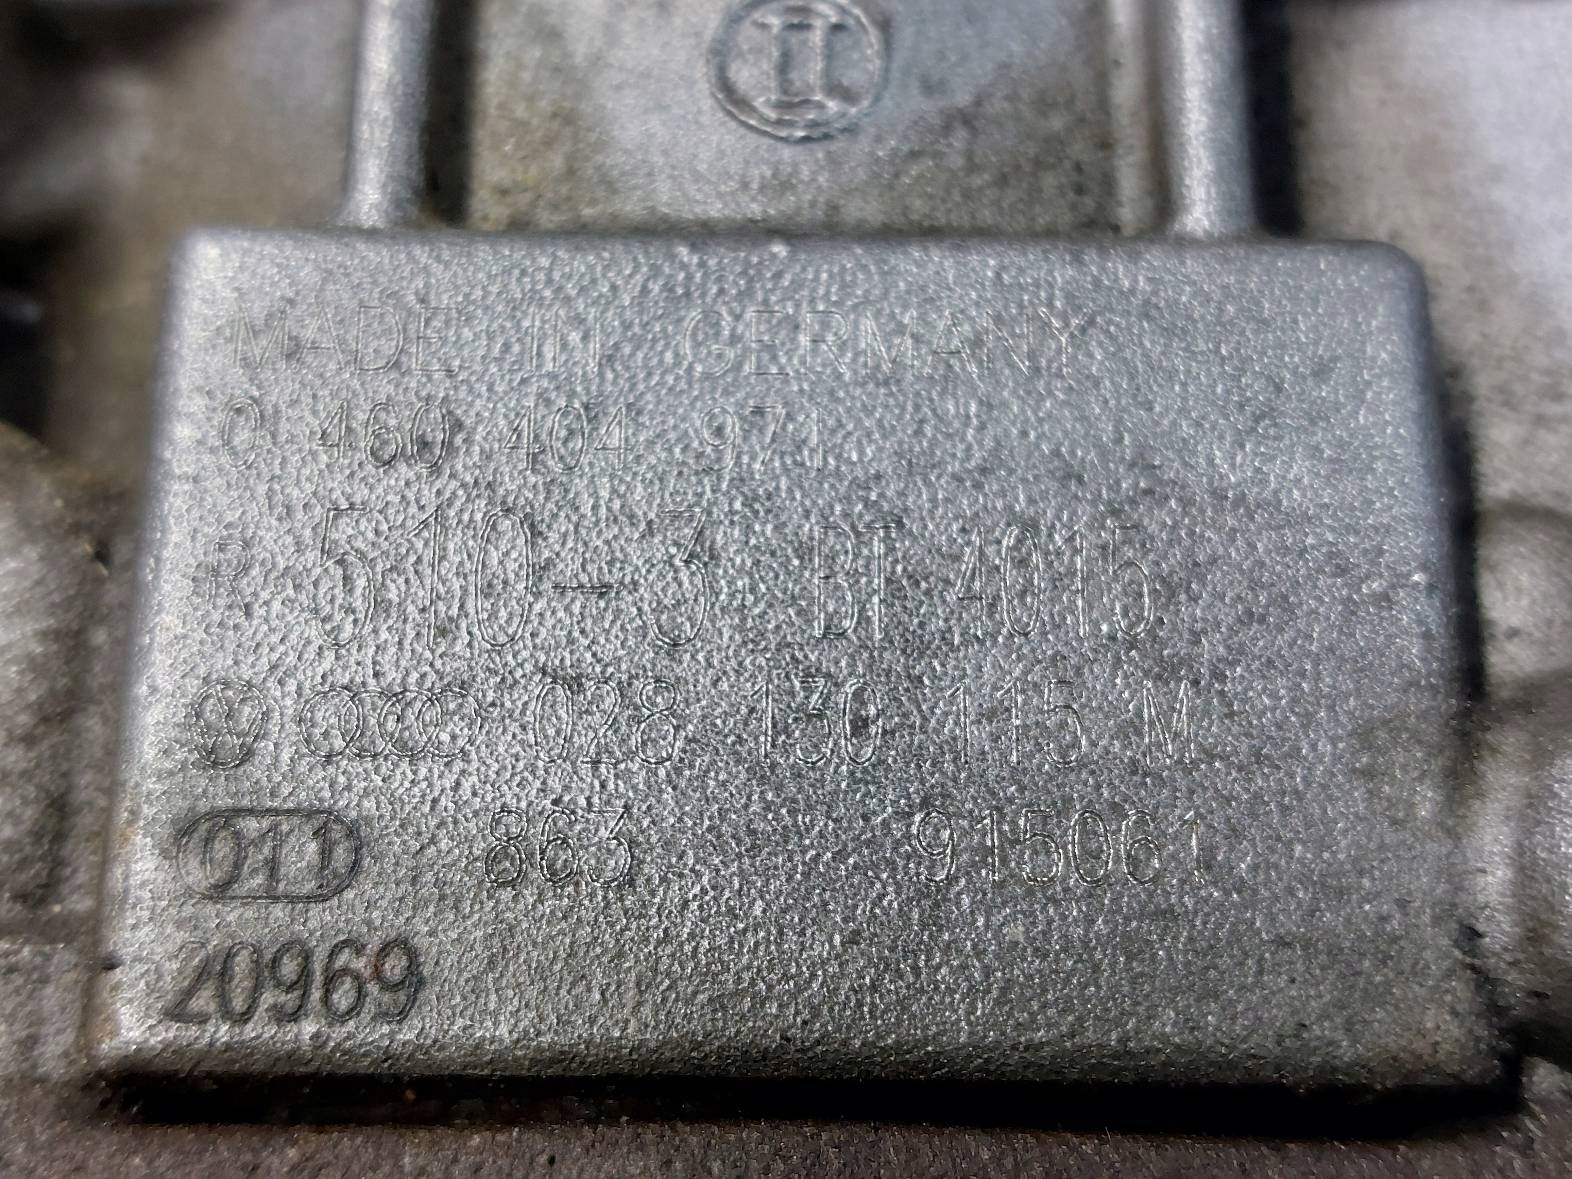 MADE IN GERMANY
0 460 404 971
R 510-3 BT 4015
028 130 115 M
011 863 915061
20969